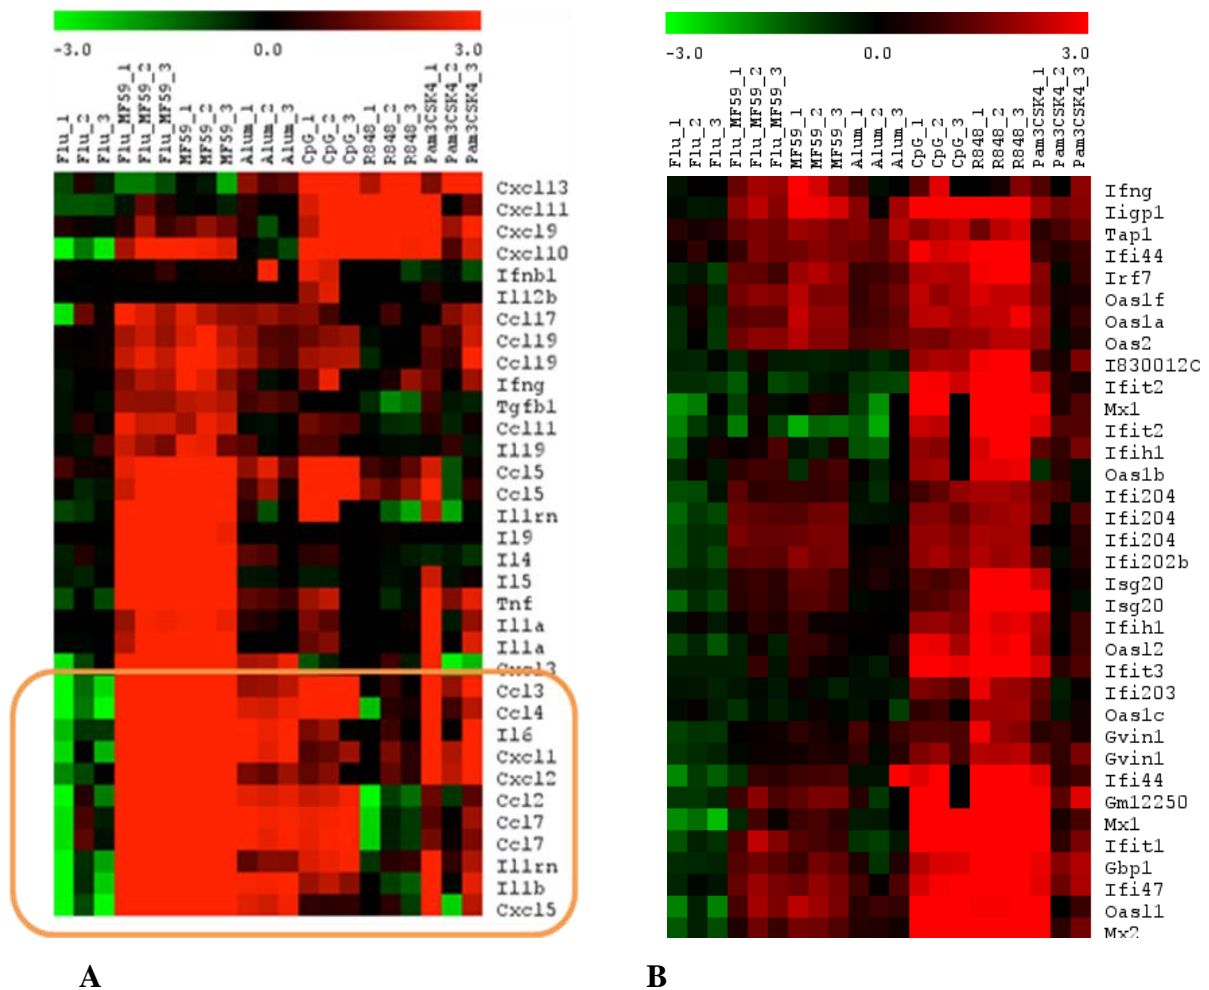 -3.0 0.0 3.0
Flu_1
Flu_2
Flu_3
Flu_MF59_1
Flu_MF59_2
Flu_MF59_3
MF59_1
MF59_2
MF59_3
Alum_1
Alum_2
Alum_3
CpG_1
CpG_2
CpG_3
R848_1
R848_2
R848_3
Pam3CSK4_1
Pam3CSK4_2
Pam3CSK4_3
Cxcl13
Cxcl11
Cxcl9
Cxcl10
Ifnb1
Il12b
Ccl17
Ccl19
Ccl19
Ifng
Tgfb1
Ccl11
Il19
Ccl5
Ccl5
Il1rn
Il9
Il4
Il5
Tnf
Il1a
Il1a
Cxcl3
Ccl3
Ccl4
Il6
Cxcl1
Cxcl2
Ccl2
Ccl7
Ccl7
Il1rn
Il1b
Cxcl5
A
-3.0 0.0 3.0
Flu_1
Flu_2
Flu_3
Flu_MF59_1
Flu_MF59_2
Flu_MF59_3
MF59_1
MF59_2
MF59_3
Alum_1
Alum_2
Alum_3
CpG_1
CpG_2
CpG_3
R848_1
R848_2
R848_3
Pam3CSK4_1
Pam3CSK4_2
Pam3CSK4_3
Ifng
Iigp1
Tap1
Ifi44
Irf7
Oas1f
Oas1a
Oas2
I830012C
Ifit2
Mx1
Ifit2
Ifih1
Oas1b
Ifi204
Ifi204
Ifi204
Ifi202b
Isg20
Isg20
Ifih1
Oasl2
Ifit3
Ifi203
Oas1c
Gvin1
Gvin1
Ifi44
Gm12250
Mx1
Ifit1
Gbp1
Ifi47
Oasl1
Mx2
B